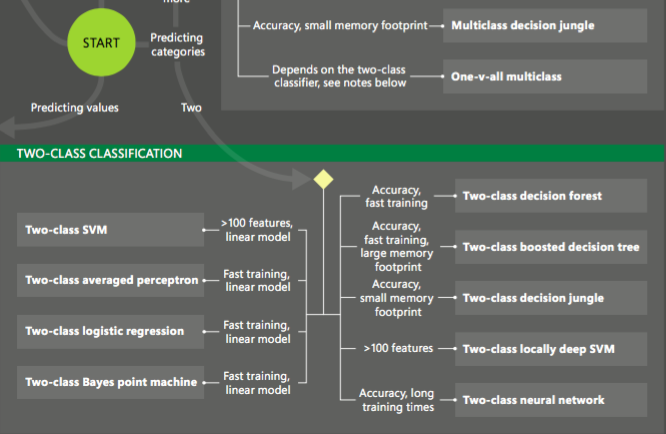 more
START
Predicting
categories
Predicting values
Two
Accuracy, small memory footprint
Multiclass decision jungle
Depends on the two-class
classifier, see notes below
One-v-all multiclass
TWO-CLASS CLASSIFICATION
Two-class SVM
>100 features,
linear model
Two-class averaged perceptron
Fast training,
linear model
Two-class logistic regression
Fast training,
linear model
Two-class Bayes point machine
Fast training,
linear model
Accuracy,
fast training
Two-class decision forest
Accuracy,
fast training,
large memory
footprint
Two-class boosted decision tree
Accuracy,
small memory
footprint
Two-class decision jungle
>100 features
Two-class locally deep SVM
Accuracy, long
training times
Two-class neural network